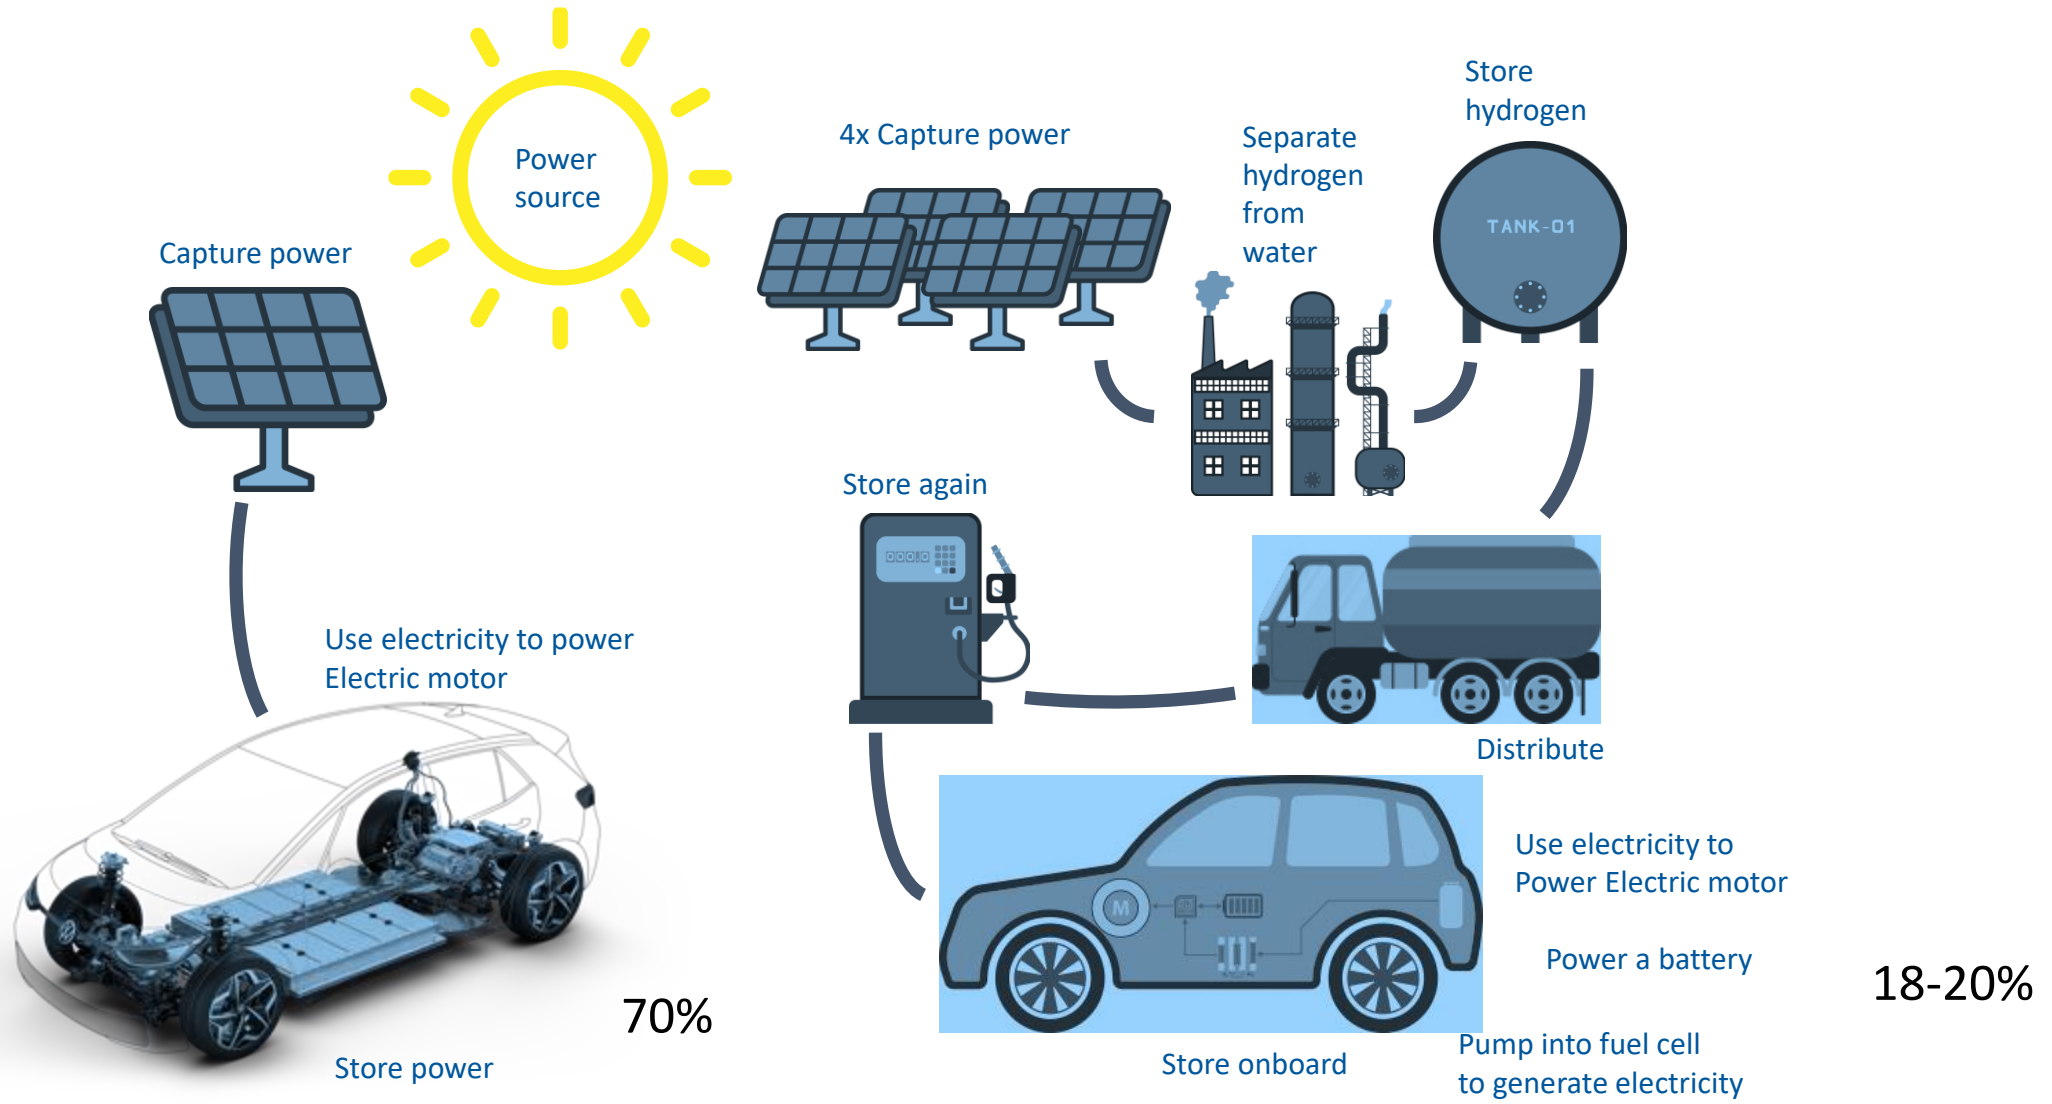 Power
source
Capture power
Use electricity to power
Electric motor
Store power
70%
4x Capture power
Separate
hydrogen
from
water
Store
hydrogen
TANK-01
Distribute
Store again
Store onboard
M
Pump into fuel cell
to generate electricity
Power a battery
Use electricity to
Power Electric motor
18-20%